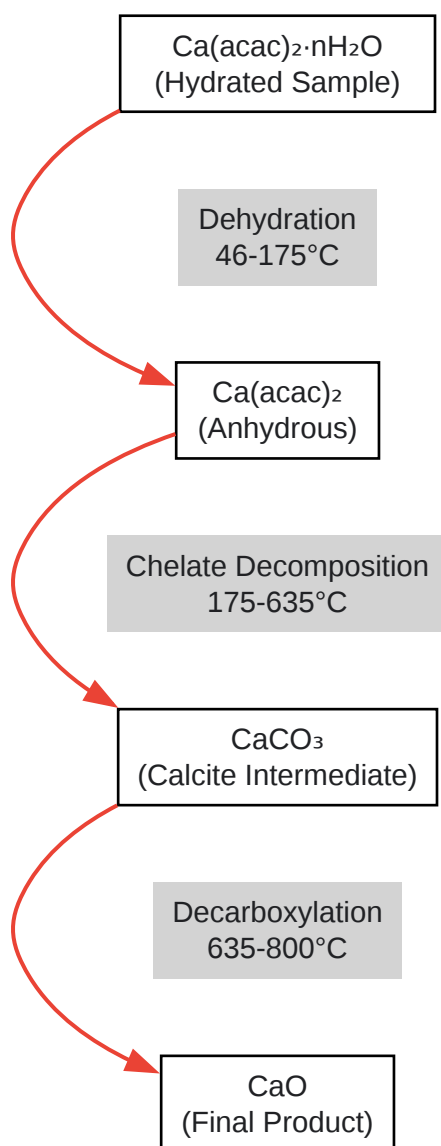 Ca(acac)₂·nH₂O
(Hydrated Sample)
Dehydration
46-175°C
Ca(acac)₂
(Anhydrous)
Chelate Decomposition
175-635°C
CaCO₃
(Calcite Intermediate)
Decarboxylation
635-800°C
CaO
(Final Product)